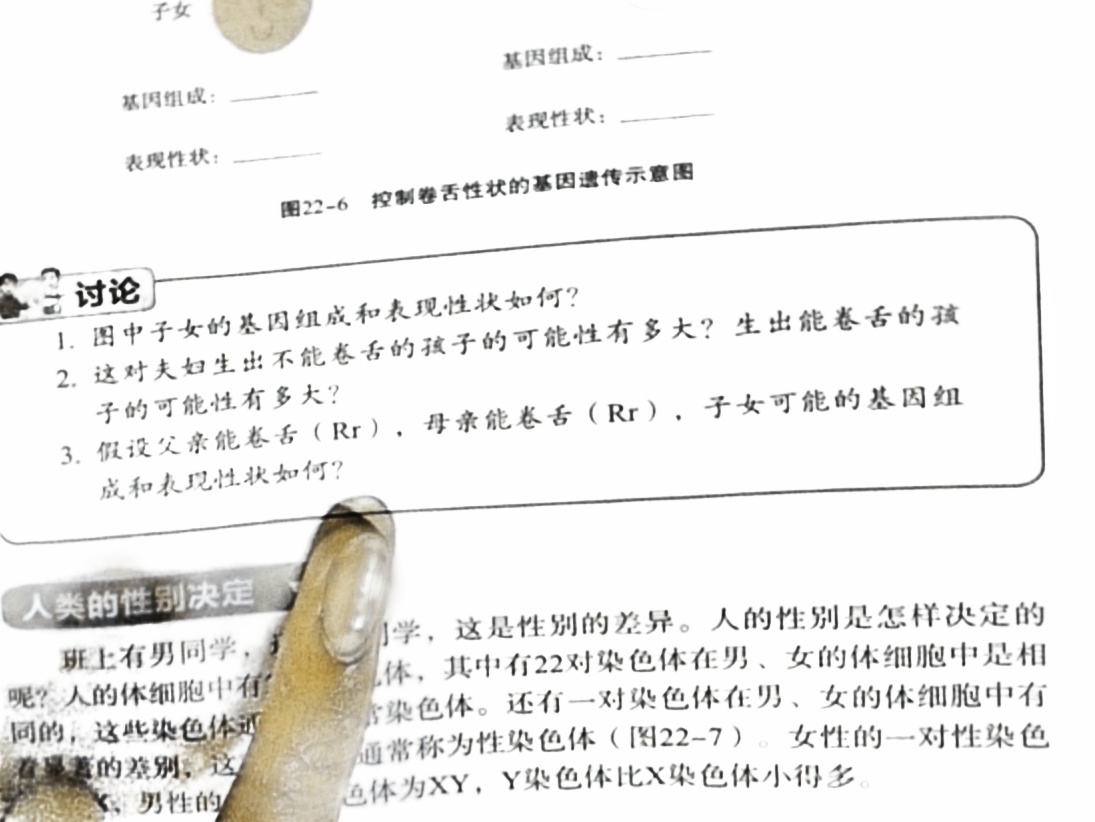 子女
基因组成：
基因组成：
表现性状：
表现性状：
图22-6 控制卷舌性状的基因遗传示意图
讨论
1. 图中子女的基因组成和表现性状如何？
2. 这对夫妇生出不能卷舌的孩子的可能性有多大？生出能卷舌的孩
子的可能性有多大？
3. 假设父亲能卷舌（Rr），母亲能卷舌（Rr），子女可能的基因组
成和表现性状如何？
人类的性别决定
班上有男同学， 同学，这是性别的差异。人的性别是怎样决定的
呢？人的体细胞中有 色体，其中有22对染色体在男、女的体细胞中是相
同的，这些染色体 常染色体。还有一对染色体在男、女的体细胞中有
着显著的差别，这 通常称为性染色体（图22-7）。女性的一对性染色
X，男性的 色体为XY，Y染色体比X染色体小得多。